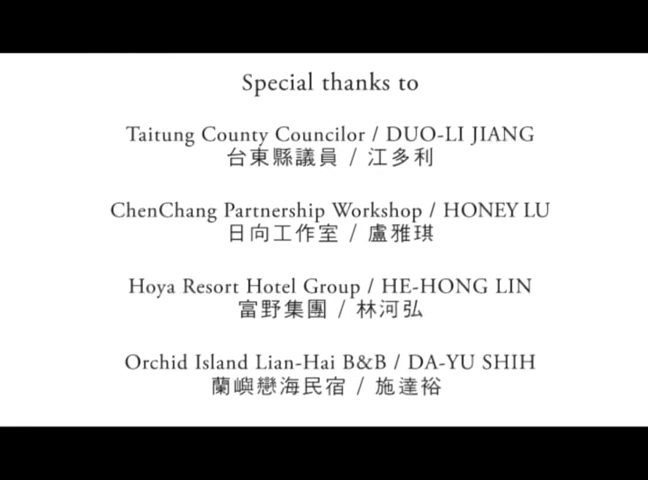 Special thanks to
Taitung County Councilor / DUO-LI JIANG
台東縣議員 / 江多利
ChenChang Partnership Workshop / HONEY LU
日向工作室 / 盧雅琪
Hoya Resort Hotel Group / HE-HONG LIN
富野集團 / 林河弘
Orchid Island Lian-Hai B&B / DA-YU SHIH
蘭嶼戀海民宿 / 施達裕